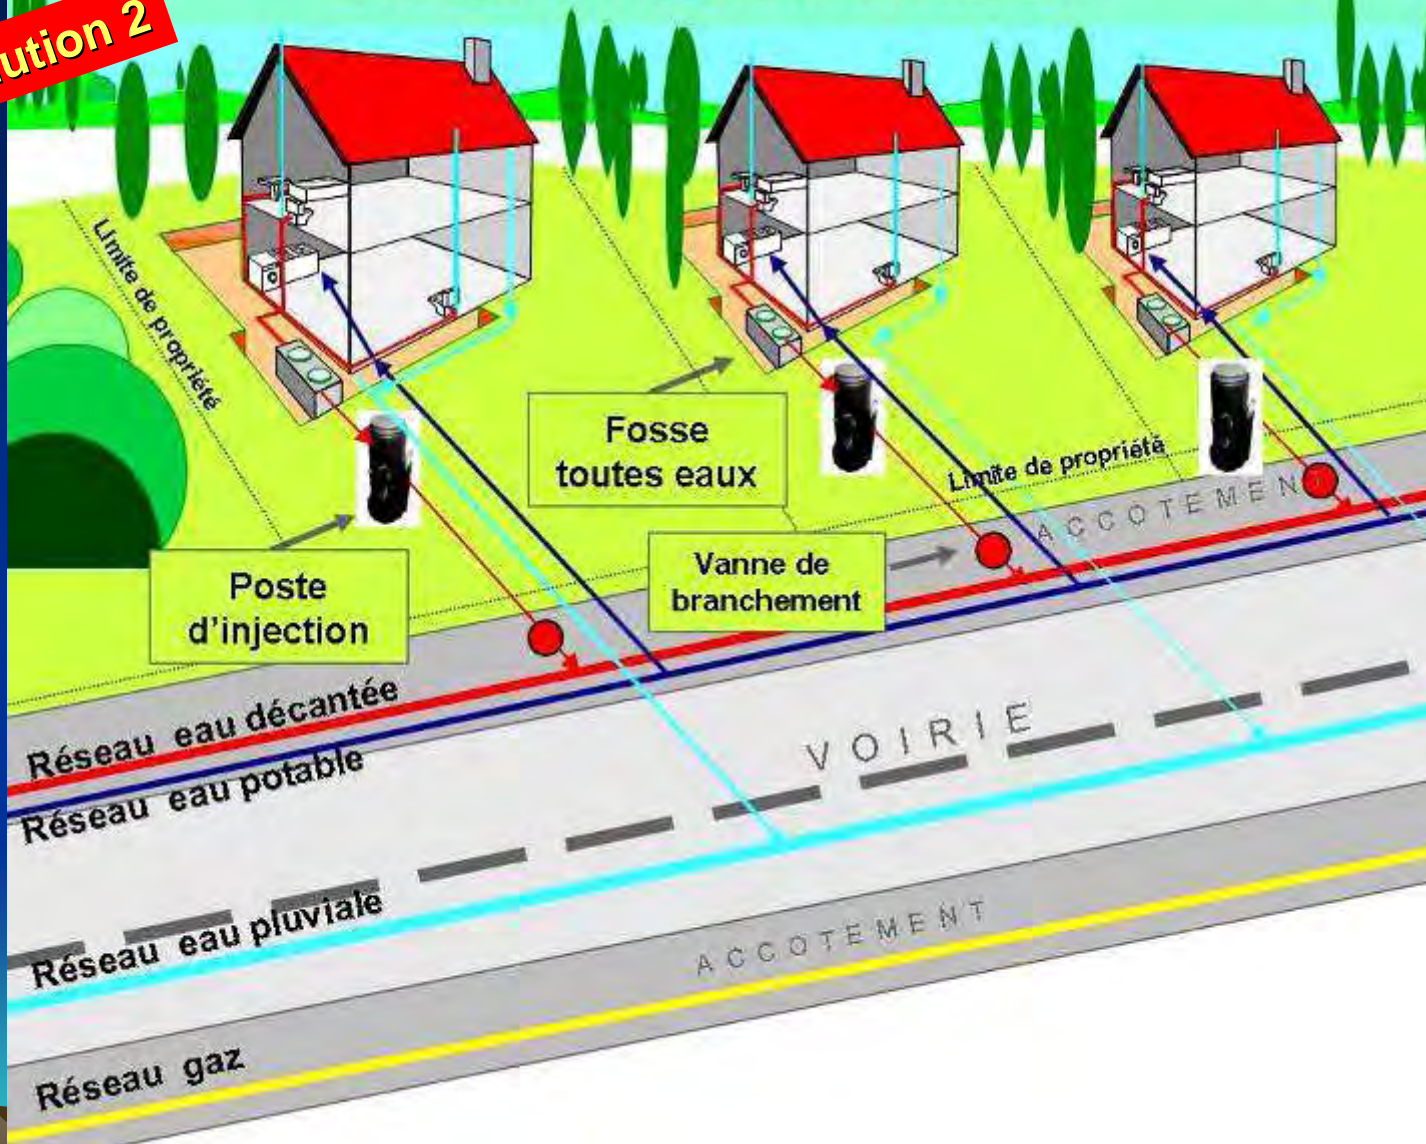 ution 2
Limite de propriété
Fosse
toutes eaux
Limite de propriété
ACCOTEMEN
Vanne de
branchement
Poste
d'injection
Réseau eau décantée
Réseau eau potable
VOIRIE
Réseau eau pluviale
ACCOTEMENT
Réseau gaz